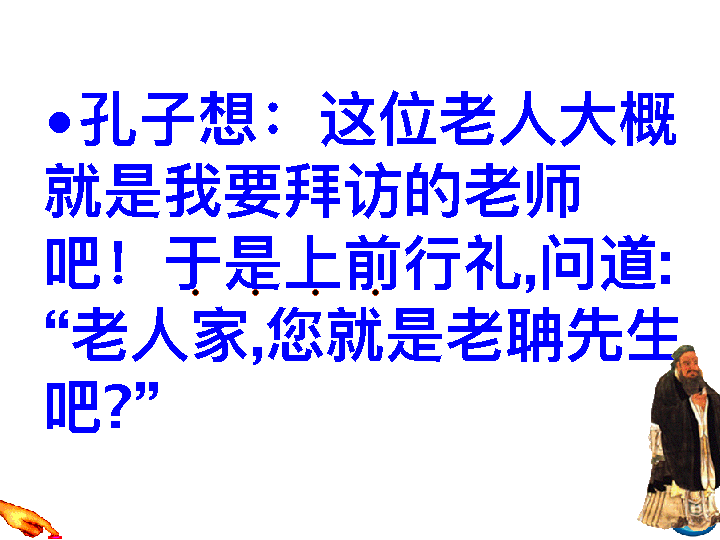 •孔子想：这位老人大概
就是我要拜访的老师
吧！于是上前行礼,问道:
“老人家,您就是老聃先生
吧?”